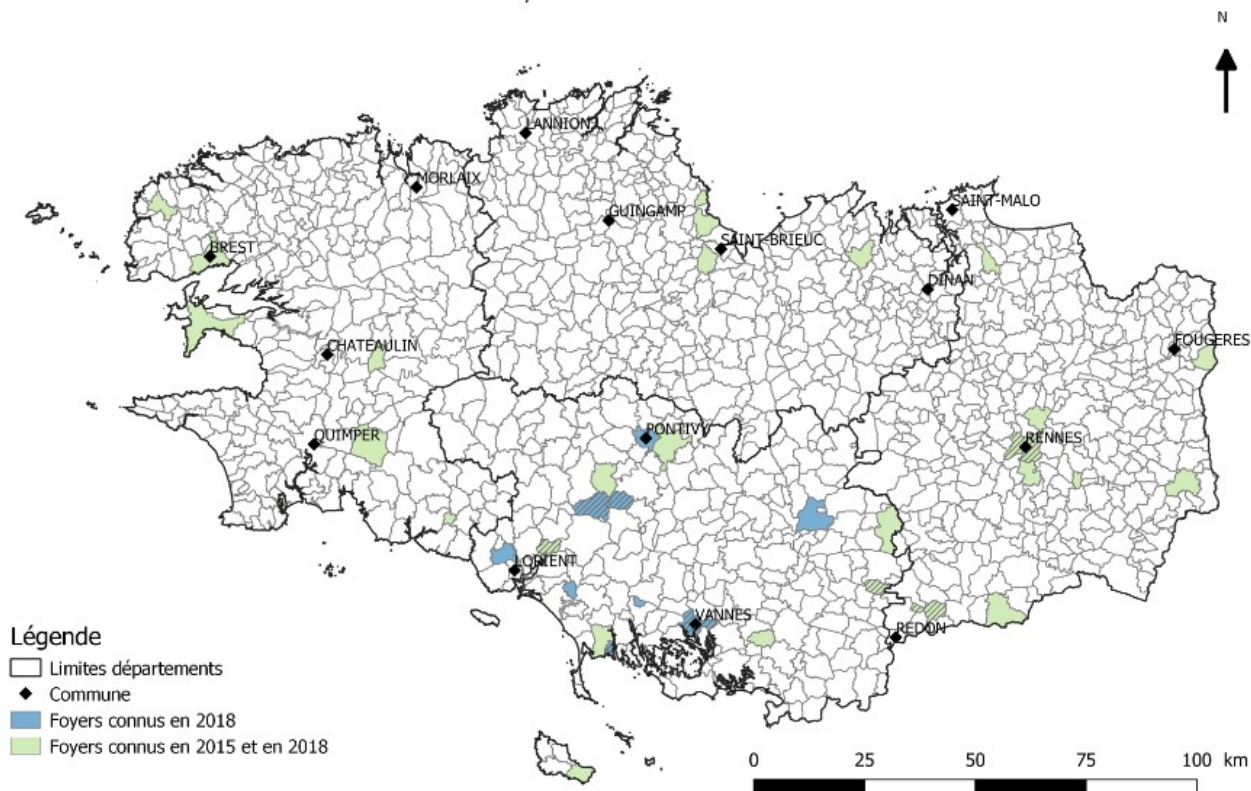 N
LANNION
MORLAIX
SAINT-MALO
GUINGAMP
SAINT-BRIEUC
BREST
DINAN
CHATEAULIN
FOUGERES
QUIMPER
PONTIVY
RENNES
LORIENT
VANNES
REDON
Légende
Limites départements
Commune
Foyers connus en 2018
Foyers connus en 2015 et en 2018
0 25 50 75 100 km